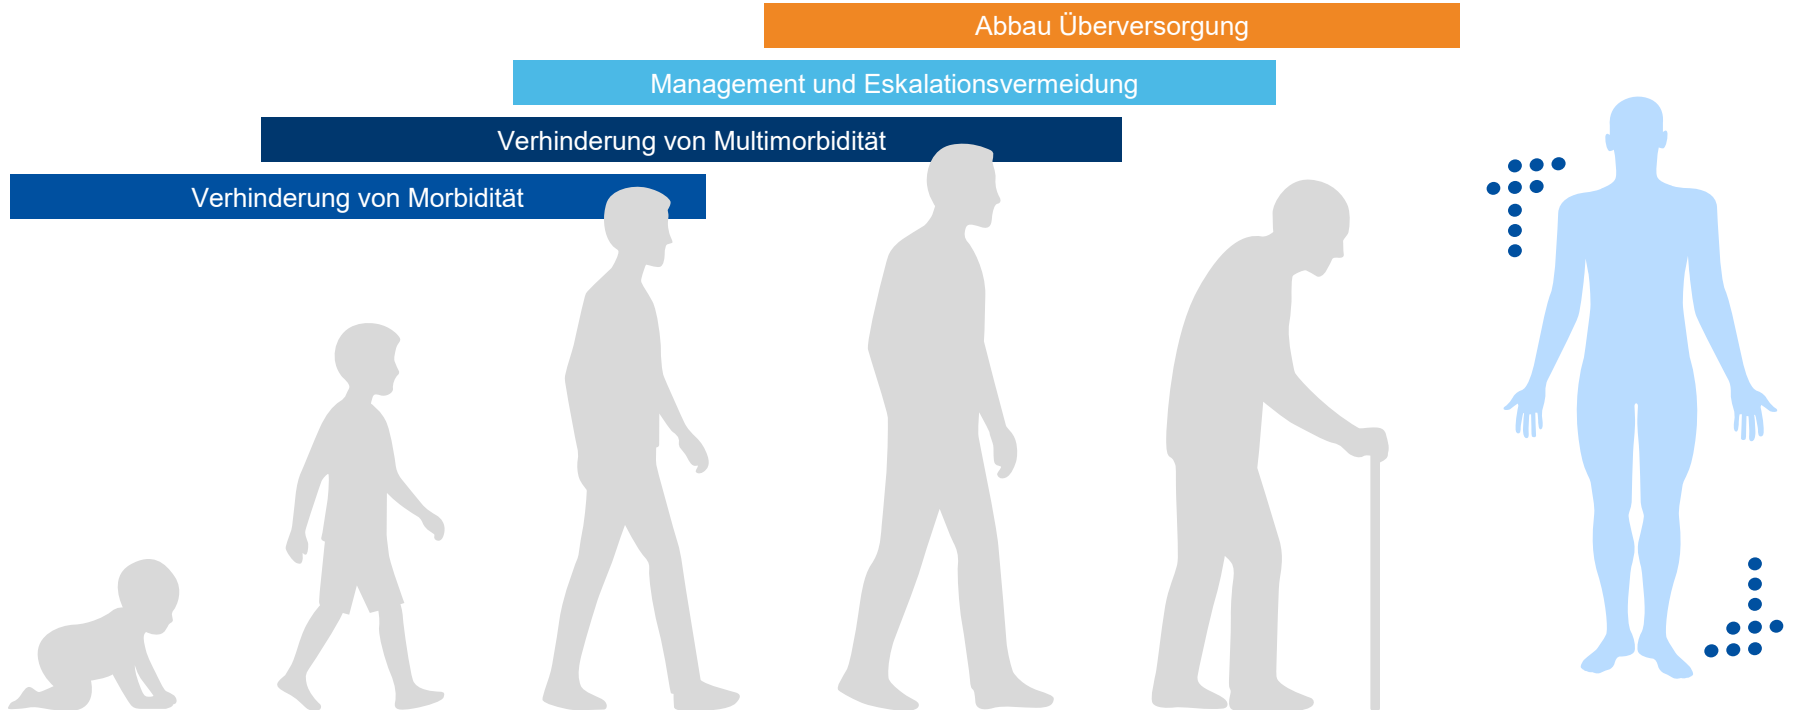 Abbau Überversorgung
Management und Eskalationsvermeidung
Verhinderung von Multimorbidität
Verhinderung von Morbidität